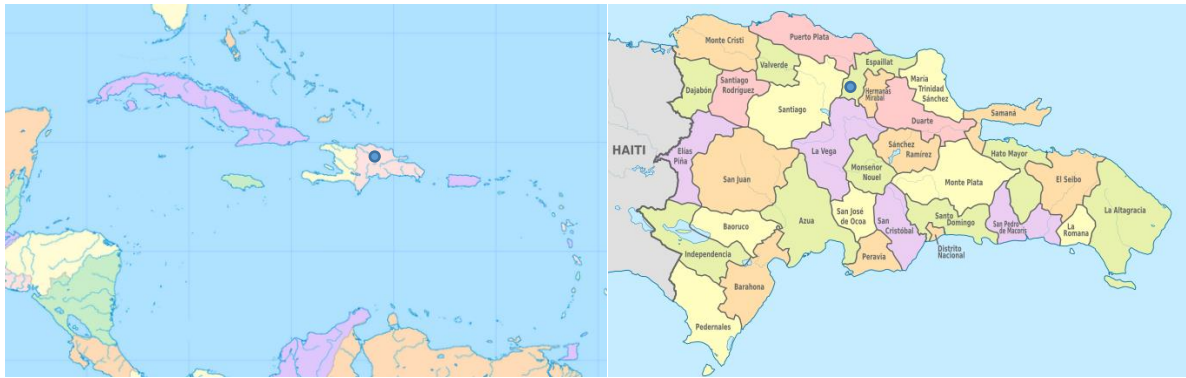 Puerto Plata
Monte Cristi
Espaillat
Valverde
María
Trinidad
Sánchez
Dajabón
Santiago
Rodríguez
Hermanas
Mirabal
Santiago
Samaná
Duarte
HAITI
Elías
Piña
La Vega
Sánchez
Ramírez
Hato Mayor
Monseñor
Nouel
San Juan
Monte Plata
El Seibo
La Altagracia
Azua
San José
de Ocoa
San
Cristóbal
Santo
Domingo
San Pedro
de Macorís
La
Romana
Baoruco
Distrito
Nacional
Independencia
Peravia
Barahona
Pedernales